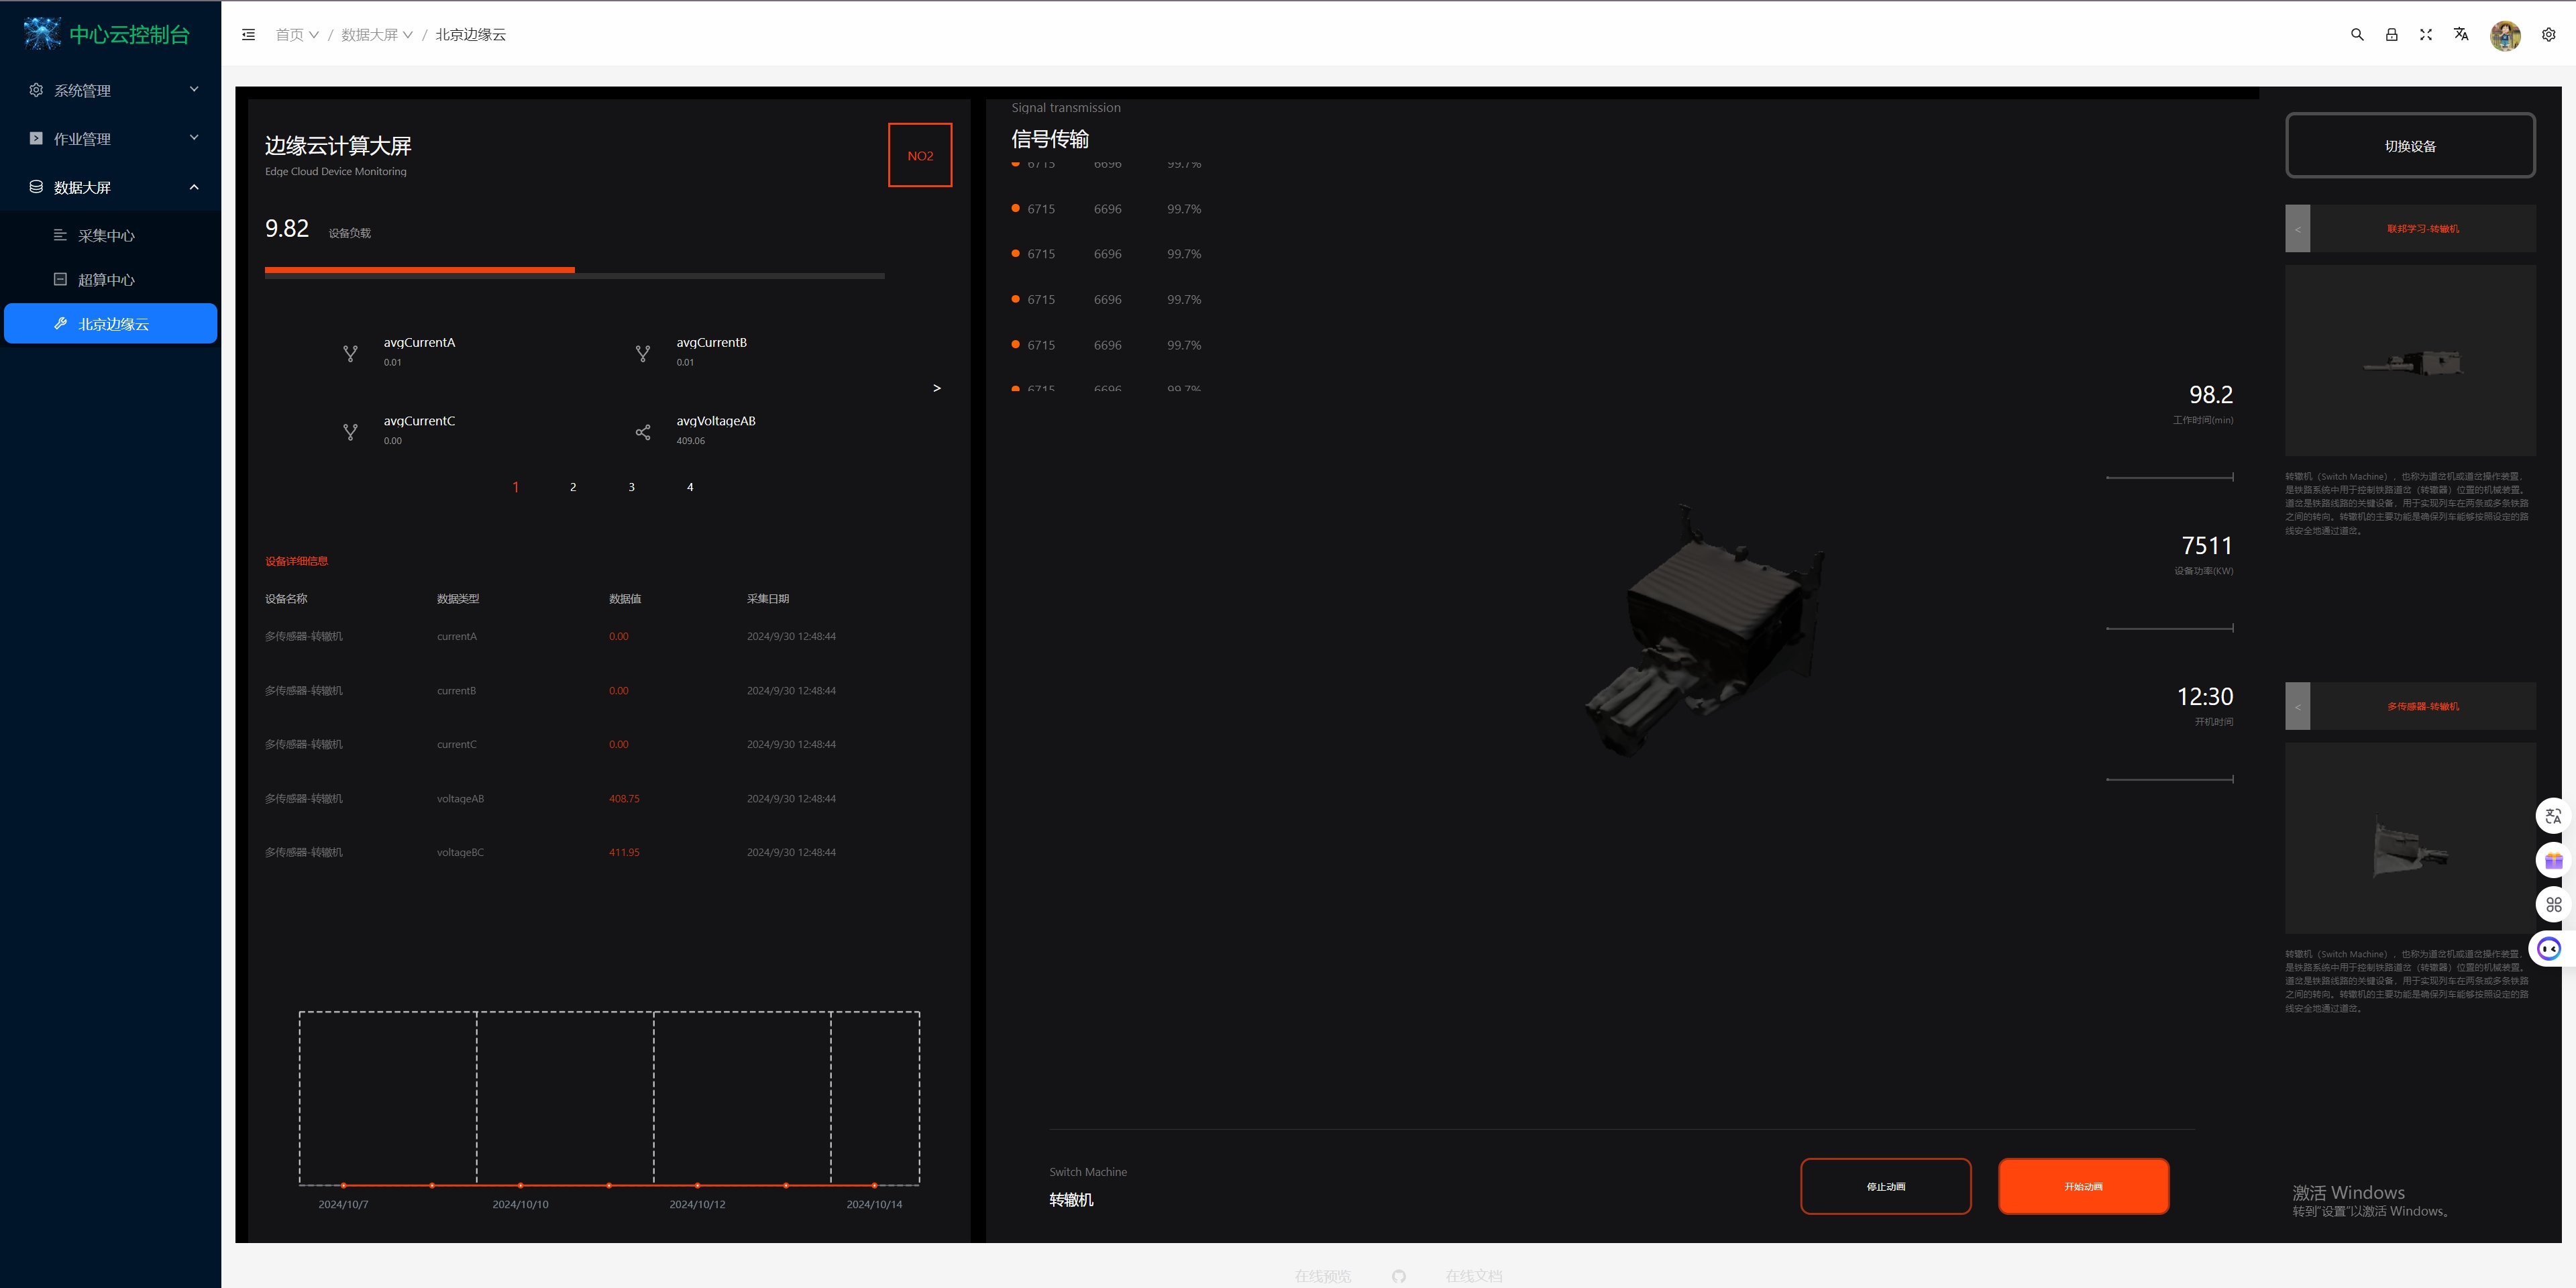 中心云控制台
首页 / 数据大屏 / 北京边缘云
系统管理
作业管理
数据大屏
采集中心
超算中心
北京边缘云
边缘云计算大屏
Edge Cloud Device Monitoring
NO2
9.82 设备负载
avgCurrentA
0.01
avgCurrentB
0.01
avgCurrentC
0.00
avgVoltageAB
409.06
>
1 2 3 4
设备详细信息
设备名称 数据类型 数据值 采集日期
多传感器-转辙机 currentA 0.00 2024/9/30 12:48:44
多传感器-转辙机 currentB 0.00 2024/9/30 12:48:44
多传感器-转辙机 currentC 0.00 2024/9/30 12:48:44
多传感器-转辙机 voltageAB 408.75 2024/9/30 12:48:44
多传感器-转辙机 voltageBC 411.95 2024/9/30 12:48:44
2024/10/7 2024/10/10 2024/10/12 2024/10/14
Signal transmission
信号传输
6715 6696 99.7%
6715 6696 99.7%
6715 6696 99.7%
6715 6696 99.7%
6715 6696 99.7%
6715 6696 99.7%
98.2
工作时间(min)
7511
设备功率(KW)
12:30
开机时间
Switch Machine
转辙机
停止动画
开始动画
切换设备
< 联邦学习-转辙机
转辙机（Switch Machine），也称为道岔机或道岔操作装置，
是铁路系统中用于控制铁路道岔（转辙器）位置的机械装置。
道岔是铁路线路的关键设备，用于实现列车在两条或多条铁路
之间的转向。转辙机的主要功能是确保列车能够按照设定的路
线安全地通过道岔。
< 多传感器-转辙机
转辙机（Switch Machine），也称为道岔机或道岔操作装置，
是铁路系统中用于控制铁路道岔（转辙器）位置的机械装置。
道岔是铁路线路的关键设备，用于实现列车在两条或多条铁路
之间的转向。转辙机的主要功能是确保列车能够按照设定的路
线安全地通过道岔。
激活 Windows
转到"设置"以激活 Windows。
在线预览 在线文档